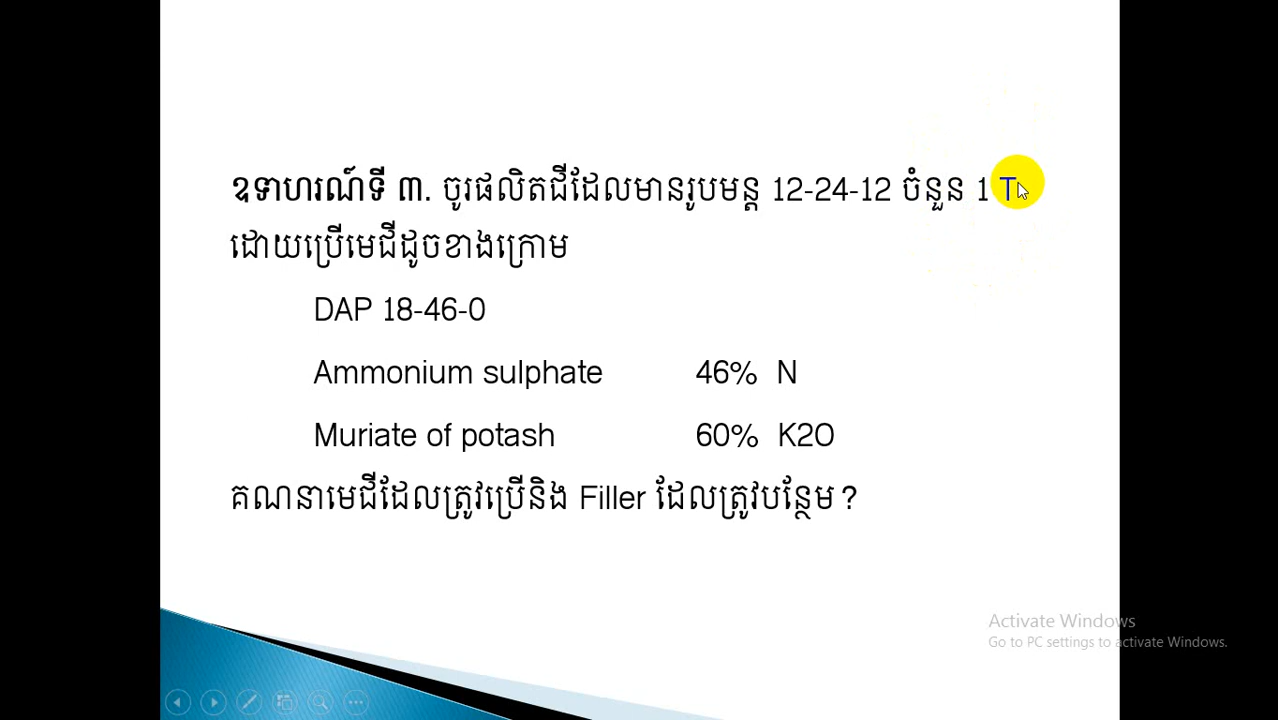 ឧទាហរណ៍ទី ៣. ចូរផលិតជីដែលមានរូបមន្ត 12-24-12 ចំនួន 1 T
ដោយប្រើមេជីដូចខាងក្រោម
DAP 18-46-0
Ammonium sulphate 46% N
Muriate of potash 60% K2O
គណនាមេជីដែលត្រូវប្រើនិង Filler ដែលត្រូវបន្ថែម?
Activate Windows
Go to PC settings to activate Windows.